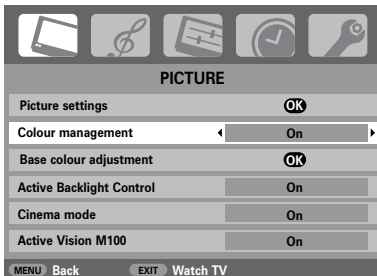 PICTURE
Picture settings OK
Colour management On
Base colour adjustment OK
Active Backlight Control On
Cinema mode On
Active Vision M100 On
MENU Back EXIT Watch TV